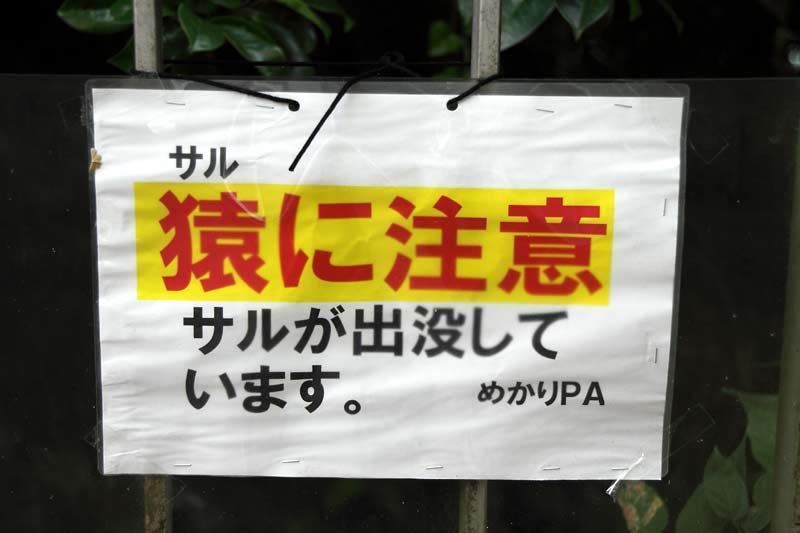 サル
猿に注意
サルが出没して
います。
めかりPA